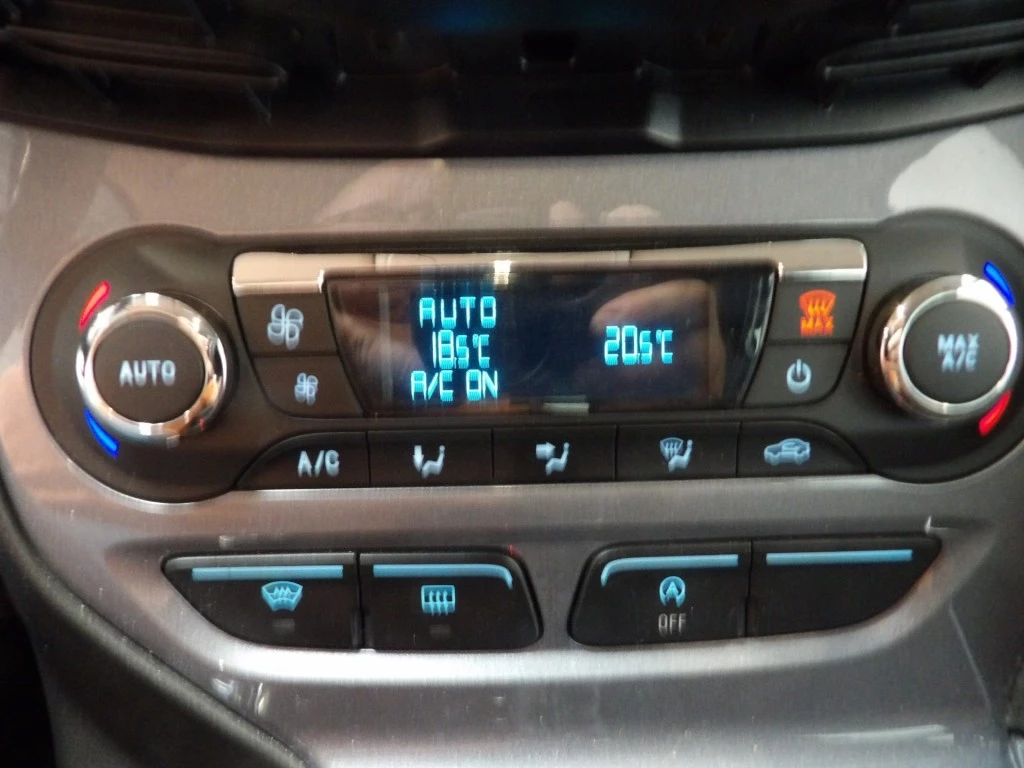 AUTO
AUTO
18.5°C
A/C ON
20.5°C
MAX
MAX
A/C
A/C
A
OFF